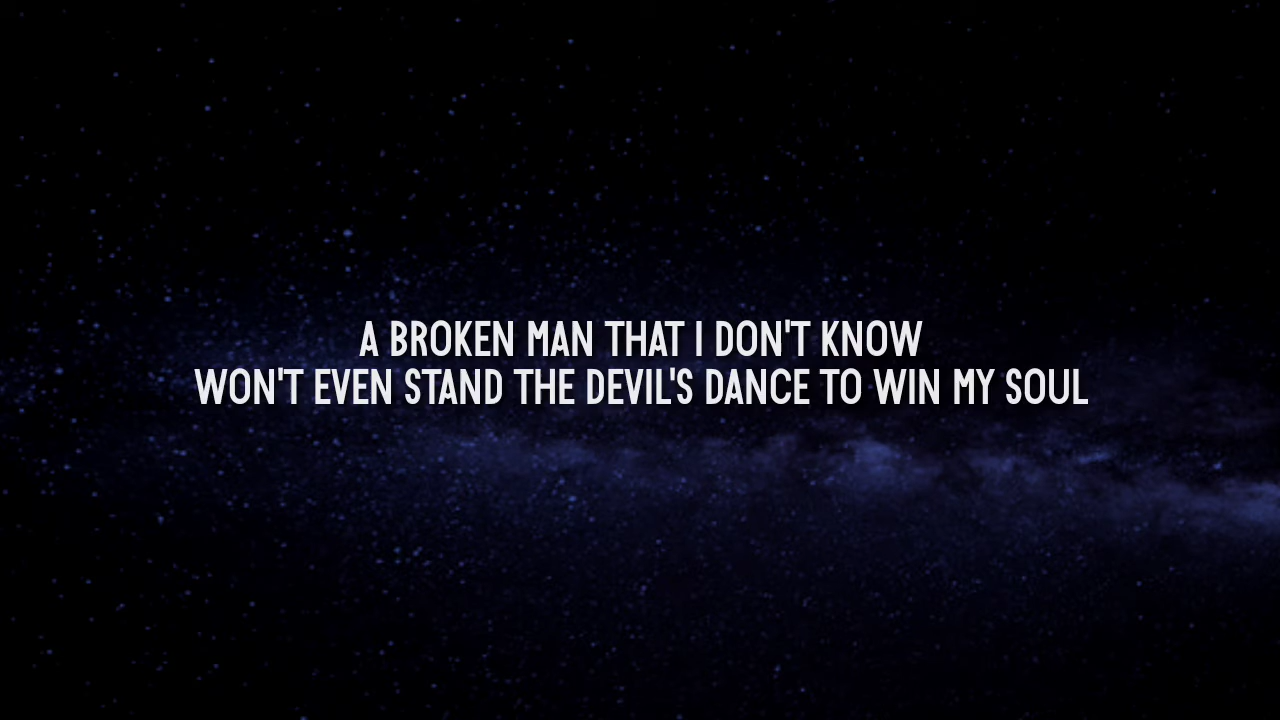 A BROKEN MAN THAT I DON'T KNOW
WON'T EVEN STAND THE DEVIL'S DANCE TO WIN MY SOUL